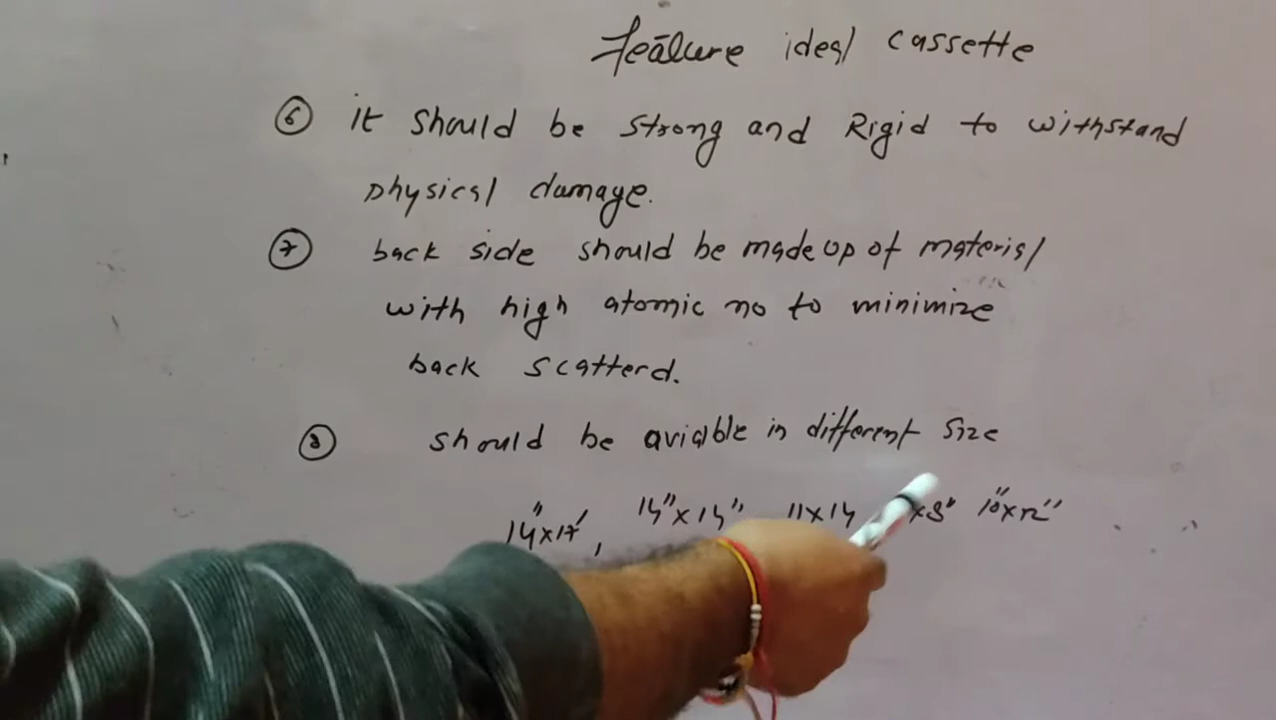 Feature ideal cassette
⑥ it should be strong and Rigid to withstand
physical damage.
⑦ back side should be made up of material
with high atomic no to minimize
back scatterd.
⑧ should be aviable in different size
14"x17', 14"x14" 11x14 x8" 10"x12"